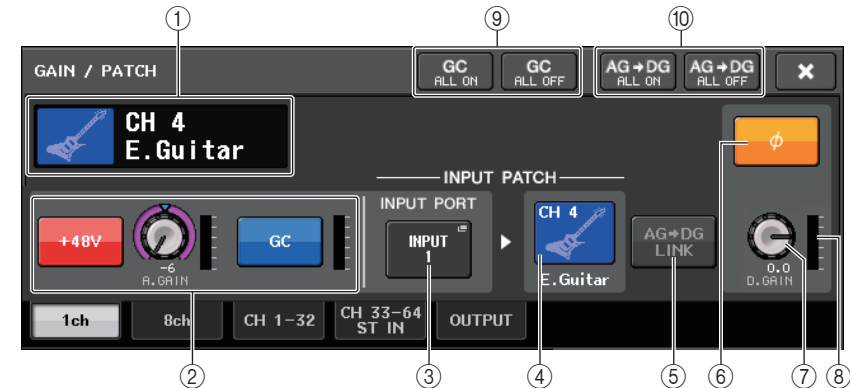 ① ⑨ ⑩
GAIN / PATCH
GC ALL ON
GC ALL OFF
AG➔DG ALL ON
AG➔DG ALL OFF
×
CH 4
E.Guitar
ϕ
INPUT PATCH
INPUT PORT
+48V
-6
A.GAIN
GC
INPUT 1
CH 4
E.Guitar
AG➔DG LINK
0.0
D.GAIN
1ch
8ch
CH 1-32
CH 33-64 ST IN
OUTPUT
② ③ ④ ⑤ ⑥ ⑦ ⑧